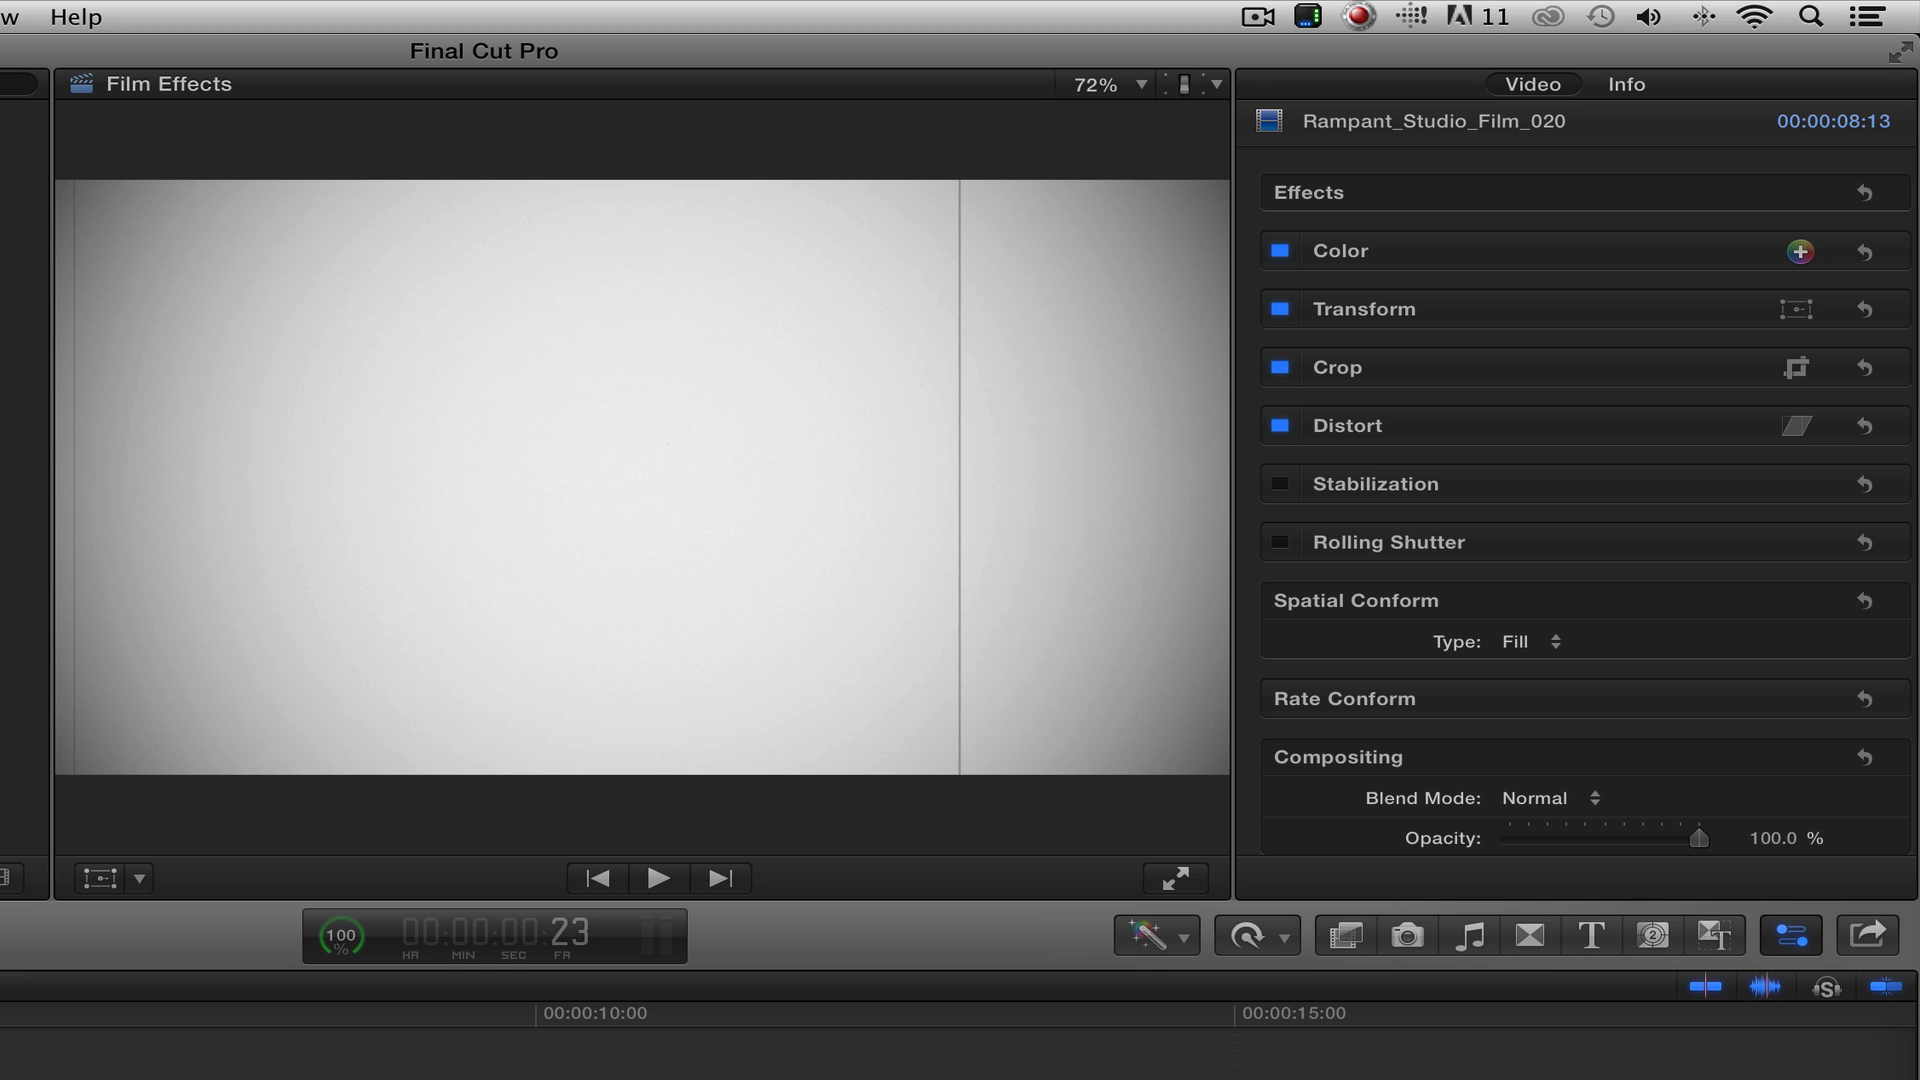 w Help
11
Final Cut Pro
Film Effects
72%
Video Info
Rampant_Studio_Film_020
00:00:08:13
Effects
Color
Transform
Crop
Distort
Stabilization
Rolling Shutter
Spatial Conform
Type: Fill
Rate Conform
Compositing
Blend Mode: Normal
Opacity: 100.0 %
100 %
00:00:00:23
HR MIN SEC FR
T
2
T
S
00:00:10:00
00:00:15:00